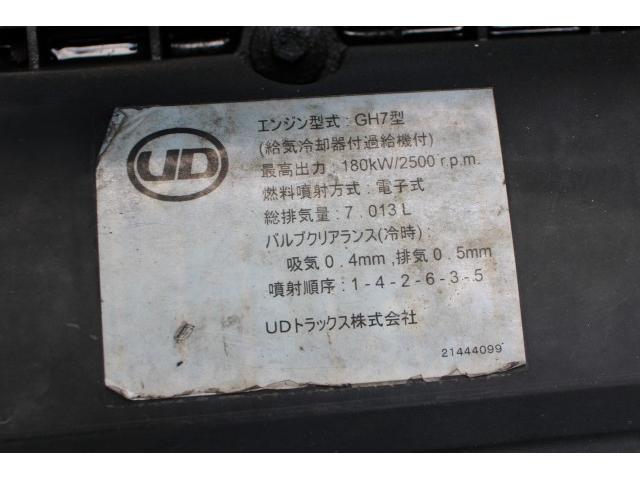 UD
エンジン型式：GH7型
(給気冷却器付過給機付)
最高出力：180kW/2500 r.p.m.
燃料噴射方式：電子式
総排気量：7．013 L
バルブクリアランス(冷時)：
吸気 0．4mm ,排気 0．5mm
噴射順序：1-4-2-6-3-5
UDトラックス株式会社
21444099